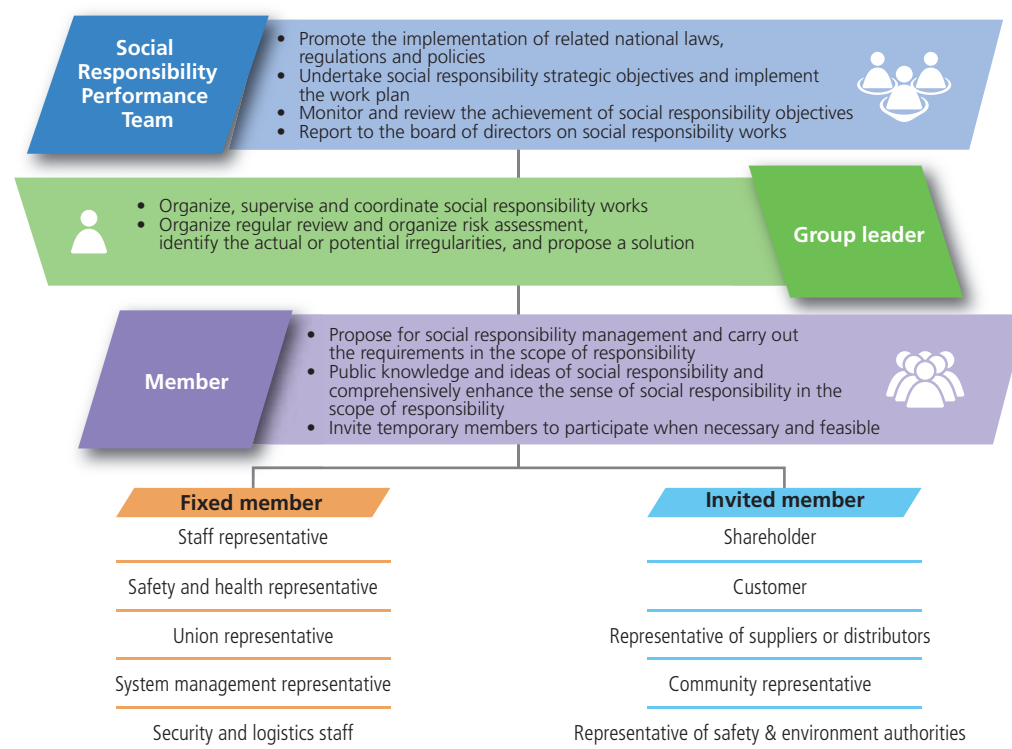 Social
Responsibility
Performance
Team
• Promote the implementation of related national laws,
regulations and policies
• Undertake social responsibility strategic objectives and implement
the work plan
• Monitor and review the achievement of social responsibility objectives
• Report to the board of directors on social responsibility works
• Organize, supervise and coordinate social responsibility works
• Organize regular review and organize risk assessment,
identify the actual or potential irregularities, and propose a solution
Group leader
Member
• Propose for social responsibility management and carry out
the requirements in the scope of responsibility
• Public knowledge and ideas of social responsibility and
comprehensively enhance the sense of social responsibility in the
scope of responsibility
• Invite temporary members to participate when necessary and feasible
Fixed member
Staff representative
Safety and health representative
Union representative
System management representative
Security and logistics staff
Invited member
Shareholder
Customer
Representative of suppliers or distributors
Community representative
Representative of safety & environment authorities